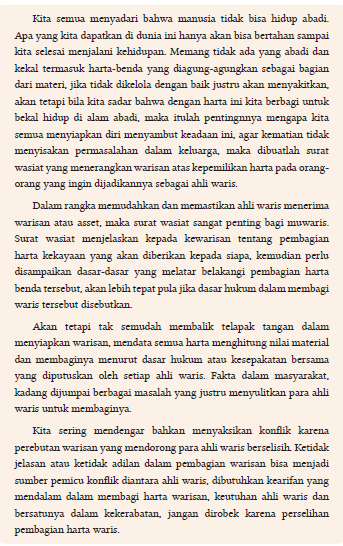 Kita semua menyadari bahwa manusia tidak bisa hidup abadi.
Apa yang kita dapatkan di dunia ini hanya akan bisa bertahan sampai
kita selesai menjalani kehidupan. Memang tidak ada yang abadi dan
kekal termasuk harta-benda yang diagung-agungkan sebagai bagian
dari materi, jika tidak dikelola dengan baik justru akan menyakitkan,
akan tetapi bila kita sadar bahwa dengan harta ini kita berbagi untuk
bekal hidup di alam abadi, maka itulah pentingnnya mengapa kita
semua menyiapkan diri menyambut keadaan ini, agar kematian tidak
menyisakan permasalahan dalam keluarga, maka dibuatlah surat
wasiat yang menerangkan warisan atas kepemilikan harta pada orang-
orang yang ingin dijadikannya sebagai ahli waris.
Dalam rangka memudahkan dan memastikan ahli waris menerima
warisan atau asset, maka surat wasiat sangat penting bagi muwaris.
Surat wasiat menjelaskan kepada kewarisan tentang pembagian
harta kekayaan yang akan diberikan kepada siapa, kemudian perlu
disampaikan dasar-dasar yang melatar belakangi pembagian harta
benda tersebut, akan lebih tepat pula jika dasar hukum dalam membagi
waris tersebut disebutkan.
Akan tetapi tak semudah membalik telapak tangan dalam
menyiapkan warisan, mendata semua harta menghitung nilai material
dan membaginya menurut dasar hukum atau kesepakatan bersama
yang diputuskan oleh setiap ahli waris. Fakta dalam masyarakat,
kadang dijumpai berbagai masalah yang justru menyulitkan para ahli
waris untuk membaginya.
Kita sering mendengar bahkan menyaksikan konflik karena
perebutan warisan yang mendorong para ahli waris berselisih. Ketidak
jelasan atau ketidak adilan dalam pembagian warisan bisa menjadi
sumber pemicu konflik diantara ahli waris, dibutuhkan kearifan yang
mendalam dalam membagi harta warisan, keutuhan ahli waris dan
bersatunya dalam kekerabatan, jangan dirobek karena perselihan
pembagian harta waris.